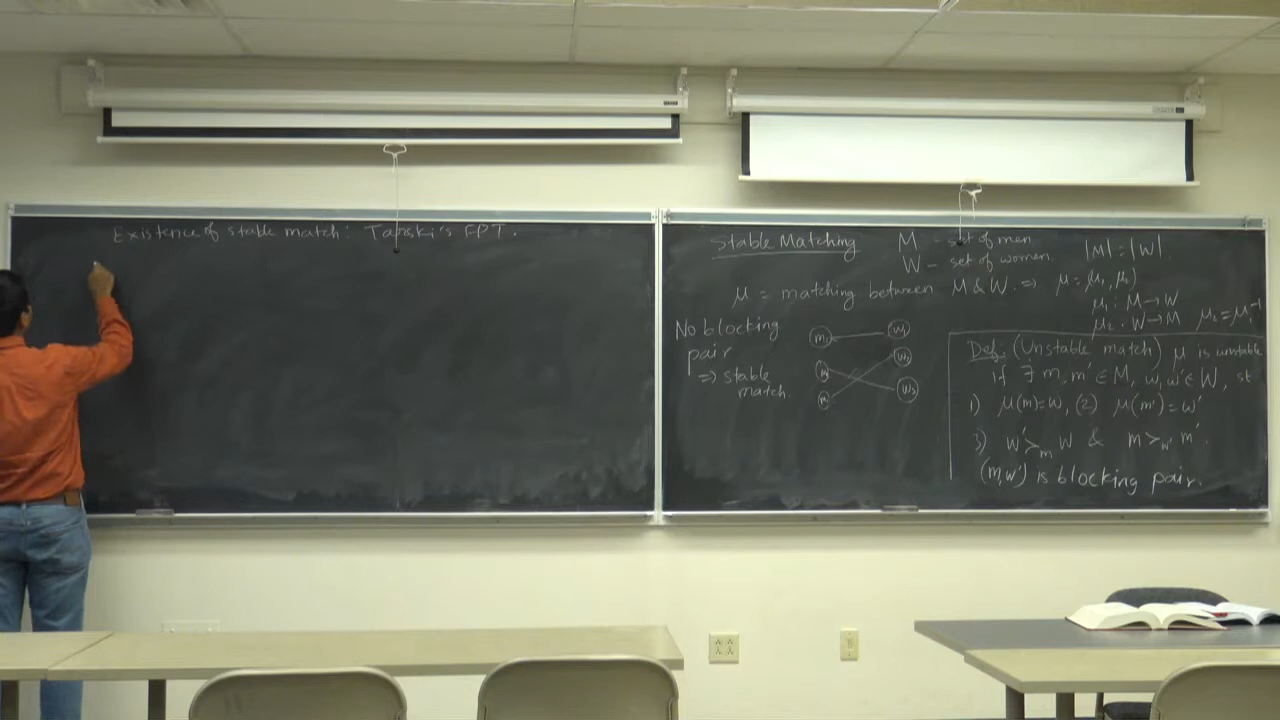 Existence of stable match: Tarski's FPT.
Stable Matching
M - set of men
W - set of women.
|M| = |W|.
μ = matching between M & W. ⇒ μ = (μ₁, μ₂)
μ₁ : M → W
μ₂ : W → M μ₂ = μ₁⁻¹
No blocking
pair
⇒ stable
match.
m₁
w₁
w₂
w₃
Def: (Unstable match) μ is unstable
if ∃ m, m' ∈ M, w, w' ∈ W, st
1) μ(m) = w, (2) μ(m') = w'
3) w' >ₘ w & m >_w' m'.
(m, w') is blocking pair.